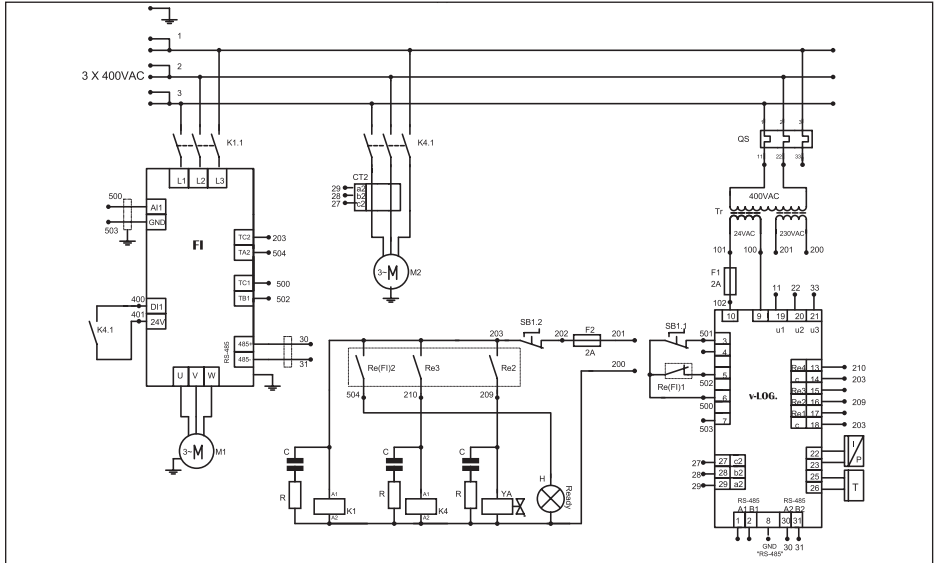 1
2
3 X 400VAC
3
K1.1
K4.1
QS
1 2 3
11 22 33
L1 L2 L3
CT2
29 a2
28 b2
27 c2
400VAC
Tr
24VAC 230VAC
500
AI1
GND
503
FI
TC2 203
TA2 504
TC1 500
TB1 502
3~ M M2
101 100 201 200
F1
2A
102
11 22 33
10 9 19 20 21
u1 u2 u3
400
DI1
401
24V
K4.1
RS-485
485+ 30
485- 31
U V W
3~ M M1
203 SB1.2 202 F2 201
2A
200
Re(FI)2 Re3 Re2
504 210 209
SB1.1 501
3
4
5
502
Re(FI)1
6
500
7
503
v-LOG.
Re4 13 210
c 14 203
Re3 15
Re2 16 209
Re1 17
c 18 203
22 I
23 P
25 T
26
27 27 c2
28 28 b2
29 29 a2
C C C H
R R R
A1 A1 YA
K1 K4
A2 A2
Ready
RS-485 RS-485
A1 B1 A2 B2
1 2 8 30 31
GND 30 31
"RS-485"